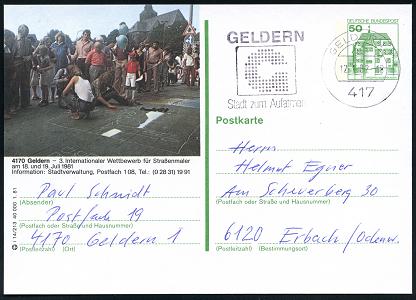 4170 Geldern – 3. Internationaler Wettbewerb für Straßenmaler
am 18. und 19. Juli 1981
Information: Stadtverwaltung, Postfach 108, Tel.: (0 28 31) 19 91
Paul Schmidt
(Absender)
Postfach 19
(Postfach oder Straße und Hausnummer)
4170 Geldern 1
(Postleitzahl) (Ort)
GELDERN
G
Stadt zum Aufatmen
417
50
DEUTSCHE BUNDESPOST
Postkarte
Herrn
Helmut Egner
Am Schwerberg 30
(Postfach oder Straße und Hausnummer)
6120 Erbach/Odenw.
(Postleitzahl) (Bestimmungsort)